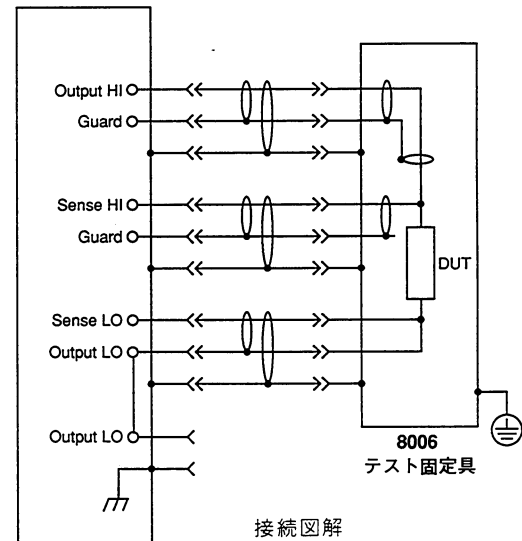 Output HI
Guard
Sense HI
Guard
DUT
Sense LO
Output LO
Output LO
8006
テスト固定具
接続図解